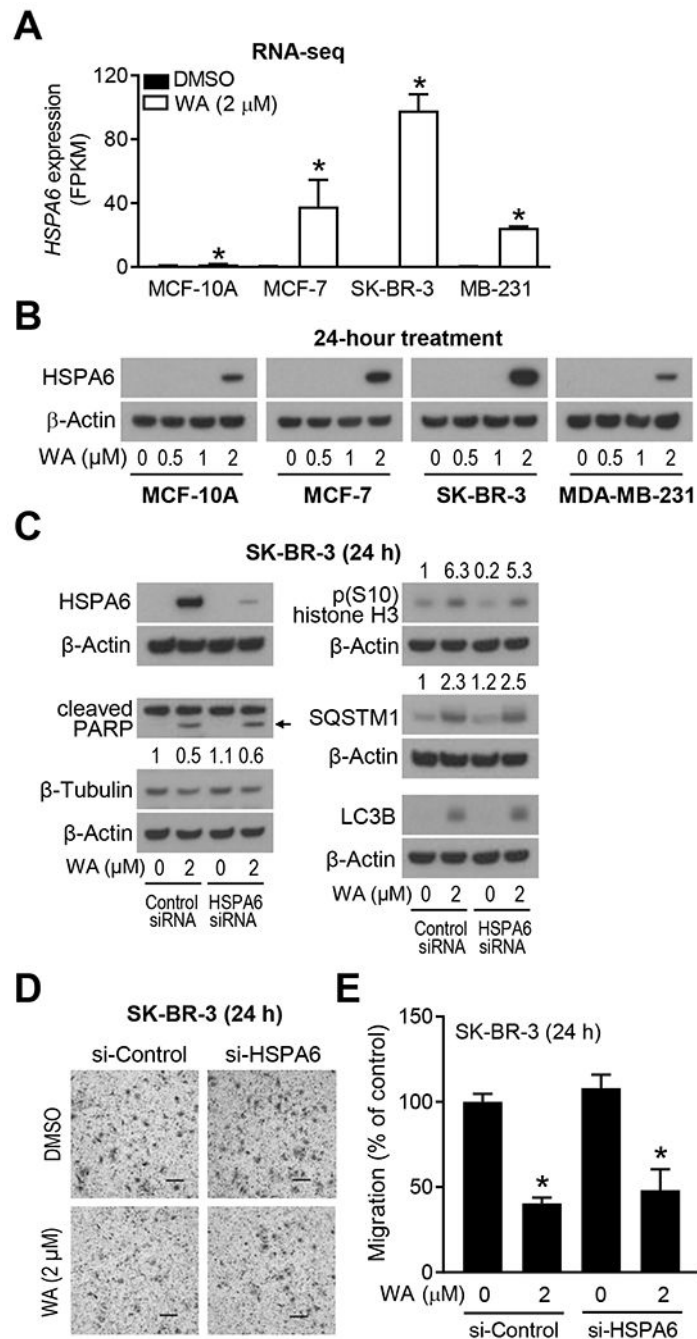 A
RNA-seq
DMSO
WA (2 μM)
HSPA6 expression
(FPKM)
120
80
40
0
*
*
*
*
MCF-10A MCF-7 SK-BR-3 MB-231
B
24-hour treatment
HSPA6
β-Actin
WA (μM) 0 0.5 1 2 0 0.5 1 2 0 0.5 1 2 0 0.5 1 2
MCF-10A MCF-7 SK-BR-3 MDA-MB-231
C
SK-BR-3 (24 h)
HSPA6
β-Actin
cleaved
PARP
1 0.5 1.1 0.6
β-Tubulin
β-Actin
WA (μM) 0 2 0 2
Control
siRNA
HSPA6
siRNA
1 6.3 0.2 5.3
p(S10)
histone H3
β-Actin
1 2.3 1.2 2.5
SQSTM1
β-Actin
LC3B
β-Actin
WA (μM) 0 2 0 2
Control
siRNA
HSPA6
siRNA
D
SK-BR-3 (24 h)
si-Control si-HSPA6
DMSO
WA (2 μM)
E
SK-BR-3 (24 h)
Migration (% of control)
150
100
50
0
*
*
WA (μM) 0 2 0 2
si-Control si-HSPA6